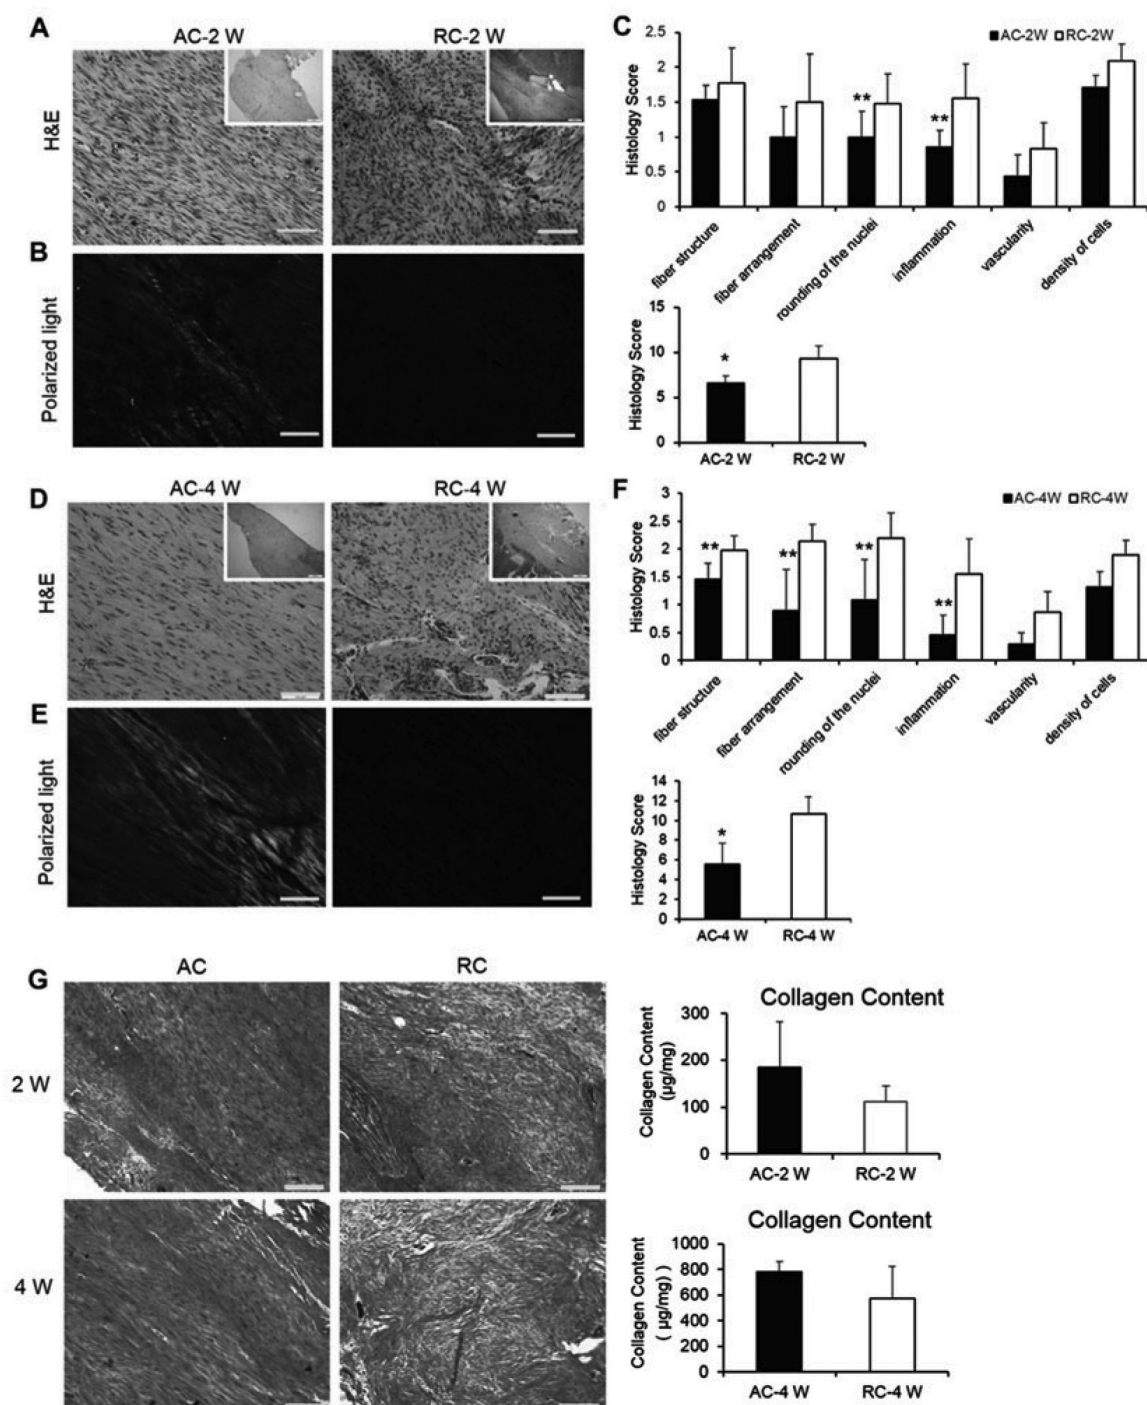 A
AC-2 W
RC-2 W
H&E
B
Polarized light
C
AC-2W
RC-2W
Histology Score
2.5
2
1.5
1
0.5
0
fiber structure
fiber arrangement
rounding of the nuclei
inflammation
vascularity
density of cells
**
**
Histology Score
15
10
5
0
*
AC-2 W
RC-2 W
D
AC-4 W
RC-4 W
H&E
E
Polarized light
F
AC-4W
RC-4W
Histology Score
3
2.5
2
1.5
1
0.5
0
**
**
**
**
fiber structure
fiber arrangement
rounding of the nuclei
inflammation
vascularity
density of cells
Histology Score
14
12
10
8
6
4
2
0
*
AC-4 W
RC-4 W
G
AC
RC
2 W
4 W
Collagen Content
Collagen Content
(µg/mg)
300
200
100
0
AC-2 W
RC-2 W
Collagen Content
Collagen Content
( µg/mg) )
1000
800
600
400
200
0
AC-4 W
RC-4 W